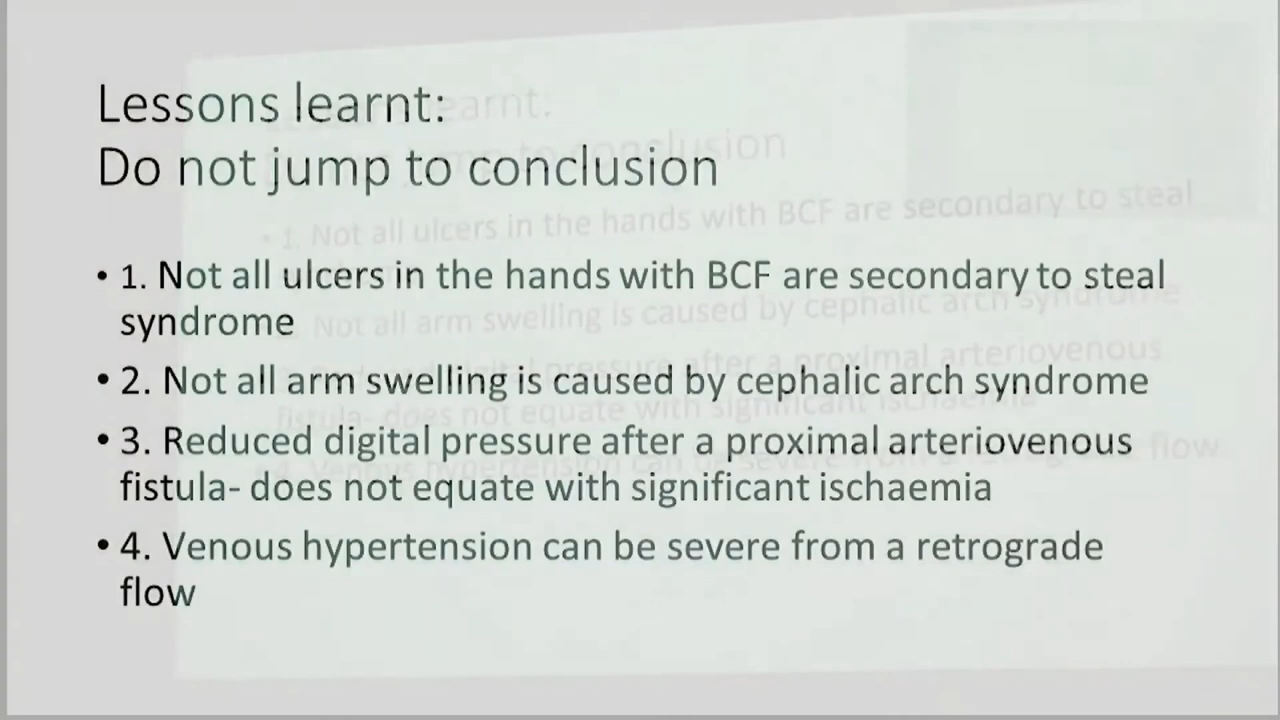 Lessons learnt:
Do not jump to conclusion
• 1. Not all ulcers in the hands with BCF are secondary to steal
syndrome
• 2. Not all arm swelling is caused by cephalic arch syndrome
• 3. Reduced digital pressure after a proximal arteriovenous
fistula- does not equate with significant ischaemia
• 4. Venous hypertension can be severe from a retrograde
flow